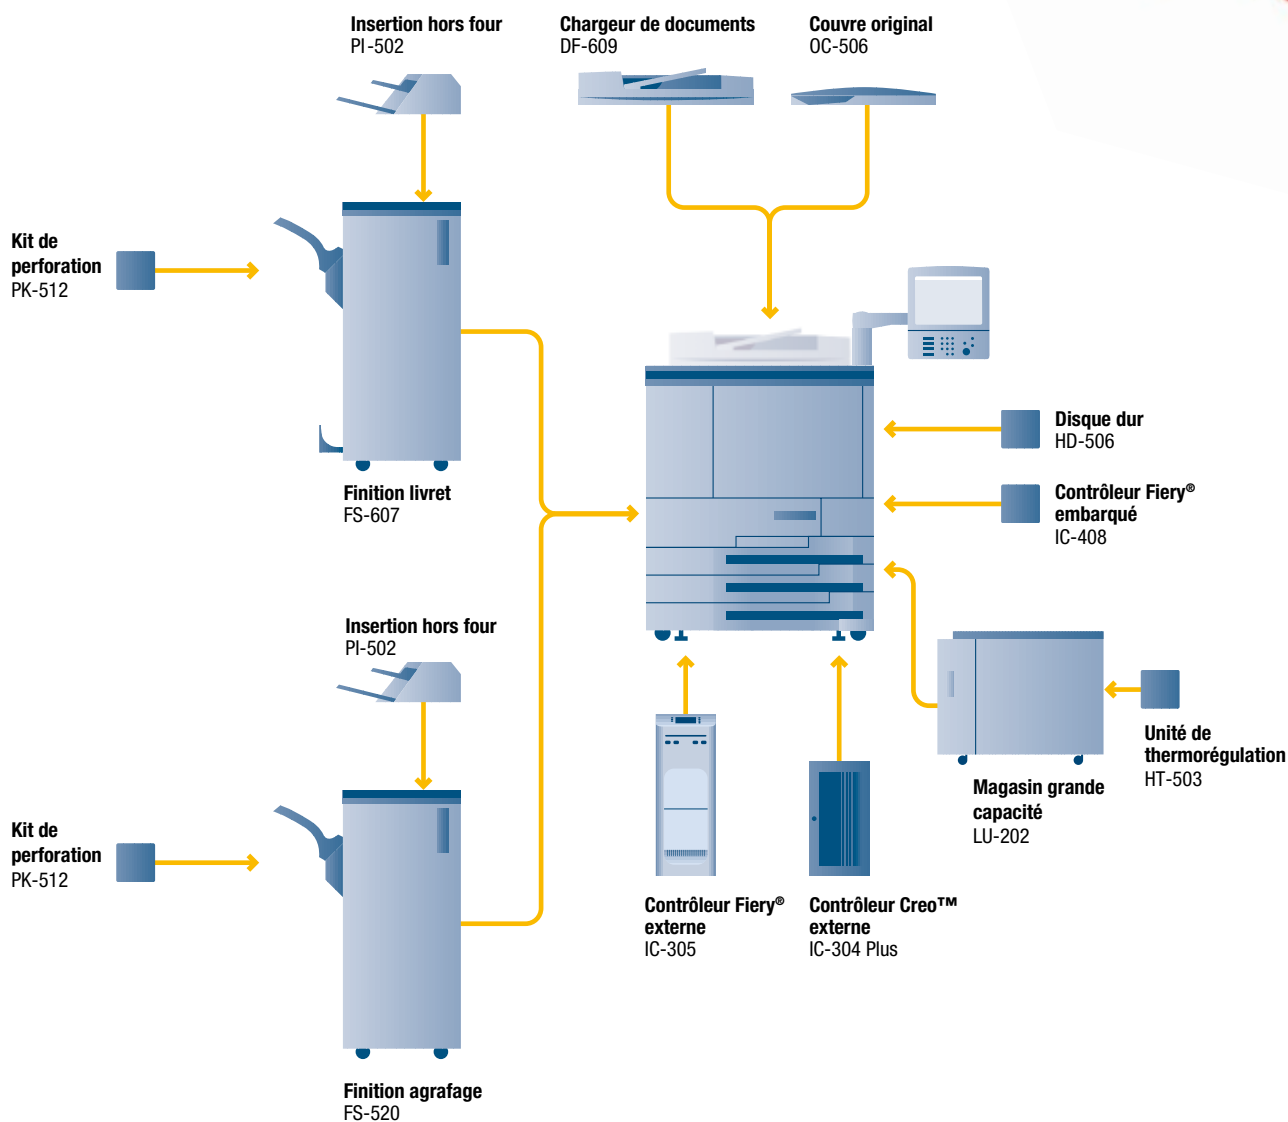 Insertion hors four
PI-502
Chargeur de documents
DF-609
Couvre original
OC-506
Kit de
perforation
PK-512
Finition livret
FS-607
Disque dur
HD-506
Contrôleur Fiery®
embarqué
IC-408
Insertion hors four
PI-502
Unité de
thermorégulation
HT-503
Magasin grande
capacité
LU-202
Kit de
perforation
PK-512
Contrôleur Fiery®
externe
IC-305
Contrôleur Creo™
externe
IC-304 Plus
Finition agrafage
FS-520